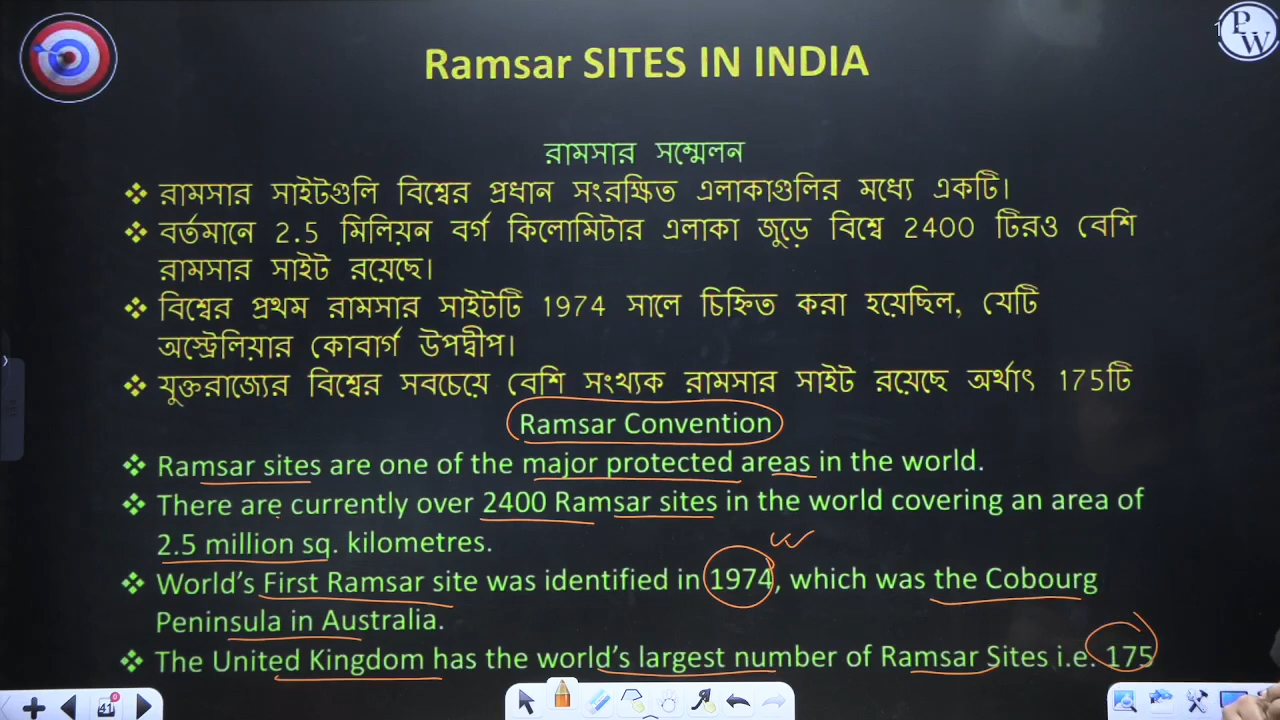 PW
Ramsar SITES IN INDIA
রামসার সম্মেলন
❖ রামসার সাইটগুলি বিশ্বের প্রধান সংরক্ষিত এলাকাগুলির মধ্যে একটি।
❖ বর্তমানে 2.5 মিলিয়ন বর্গ কিলোমিটার এলাকা জুড়ে বিশ্বে 2400 টিরও বেশি
রামসার সাইট রয়েছে।
❖ বিশ্বের প্রথম রামসার সাইটটি 1974 সালে চিহ্নিত করা হয়েছিল, যেটি
অস্ট্রেলিয়ার কোবার্গ উপদ্বীপ।
❖ যুক্তরাজ্যের বিশ্বের সবচেয়ে বেশি সংখ্যক রামসার সাইট রয়েছে অর্থাৎ 175টি
Ramsar Convention
❖ Ramsar sites are one of the major protected areas in the world.
❖ There are currently over 2400 Ramsar sites in the world covering an area of
2.5 million sq. kilometres.
❖ World's First Ramsar site was identified in 1974, which was the Cobourg
Peninsula in Australia.
❖ The United Kingdom has the world's largest number of Ramsar Sites i.e. 175
41